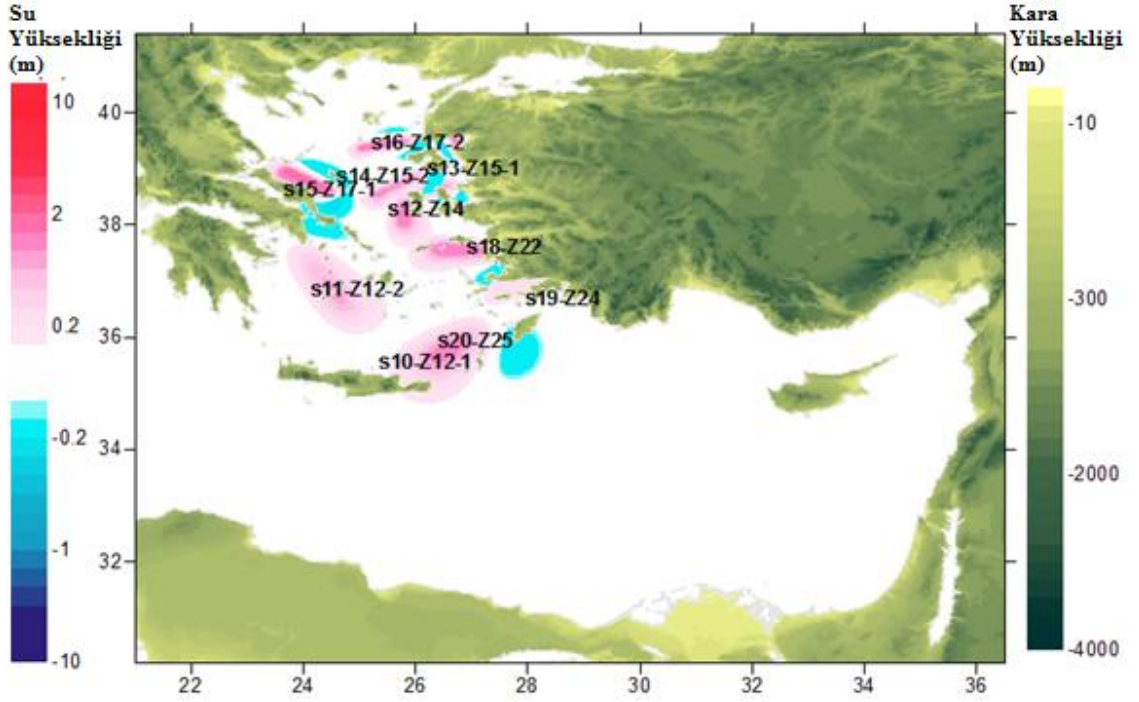 Su
Yüksekliği
(m)
10
2
0.2
-0.2
-1
-10
Kara
Yüksekliği
(m)
-10
-300
-2000
-4000
40
38
36
34
32
22
24
26
28
30
32
34
36
s16-Z17-2
s13-Z15-1
s14-Z15-2
s15-Z17-1
s12-Z14
s18-Z22
s11-Z12-2
s19-Z24
s20-Z25
s10-Z12-1